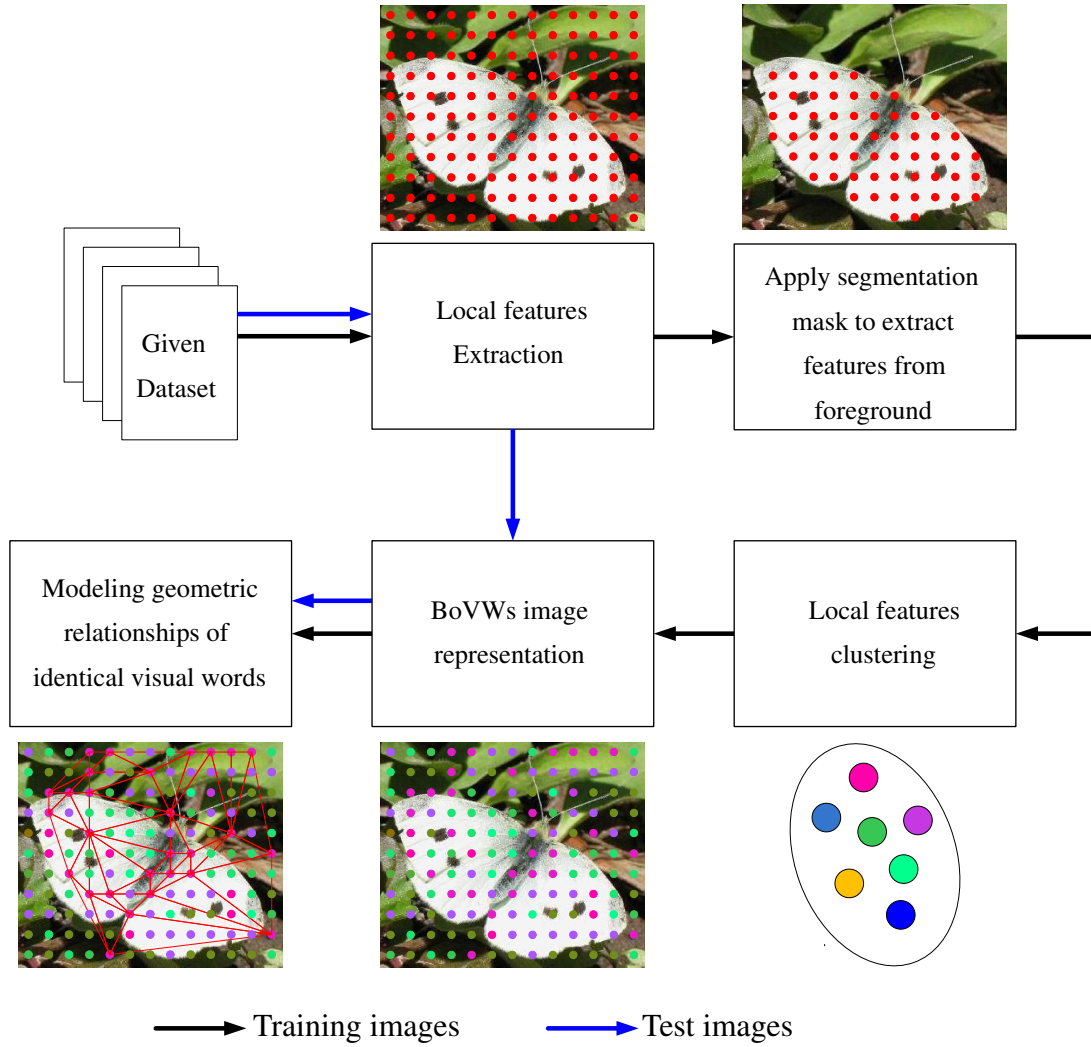 Given
Dataset
Local features
Extraction
Apply segmentation
mask to extract
features from
foreground
Modeling geometric
relationships of
identical visual words
BoVWs image
representation
Local features
clustering
Training images
Test images